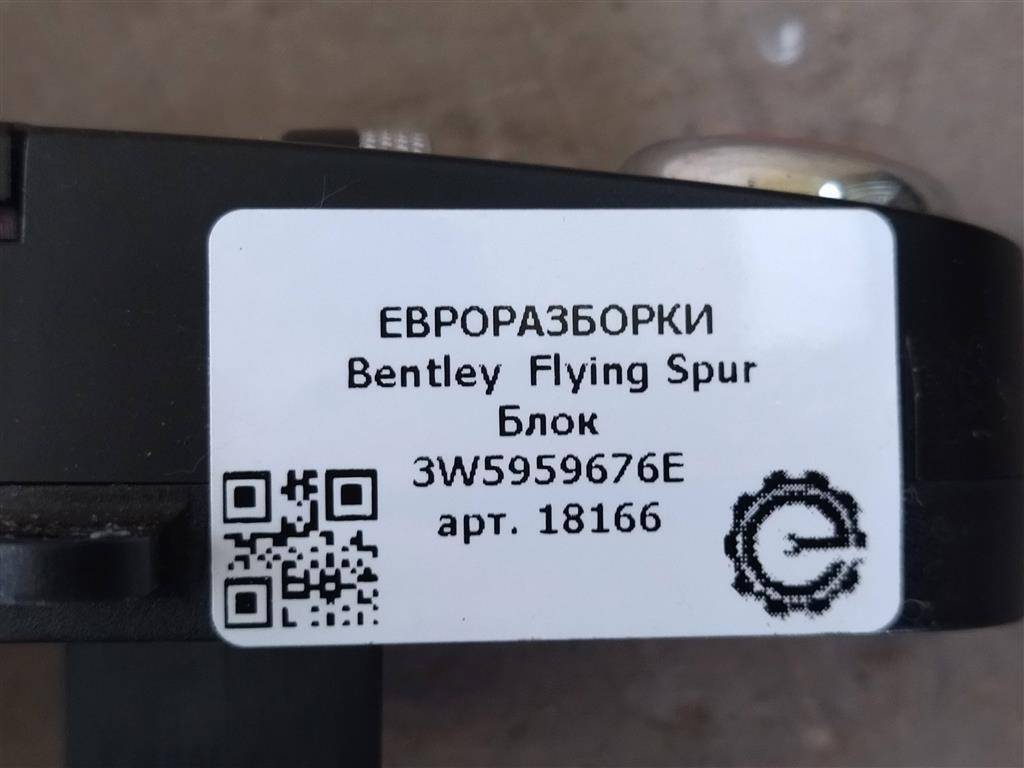 ЕВРОРАЗБОРКИ
Bentley Flying Spur
Блок
3W5959676E
арт. 18166